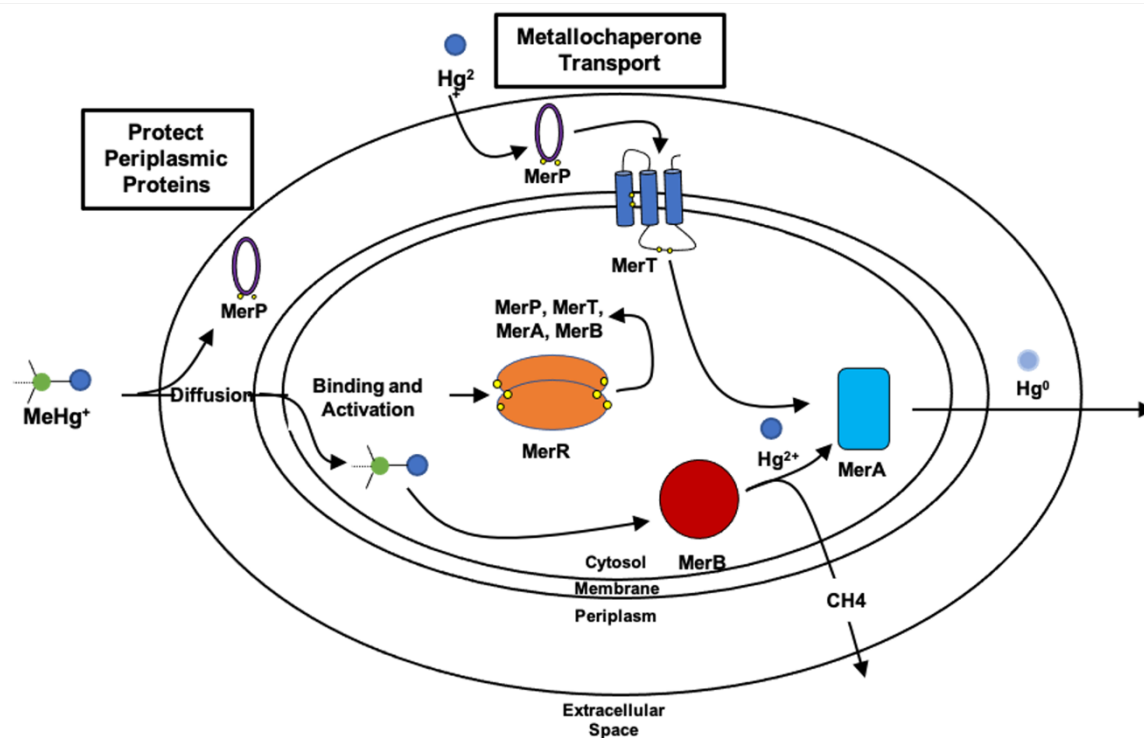 Metallochaperone
Transport
Hg2
+
Protect
Periplasmic
Proteins
MerP
MerT
MerP
MerP, MerT,
MerA, MerB
Hg0
MeHg+
Diffusion
Binding and
Activation
MerR
Hg2+
MerA
MerB
Cytosol
Membrane
Periplasm
CH4
Extracellular
Space